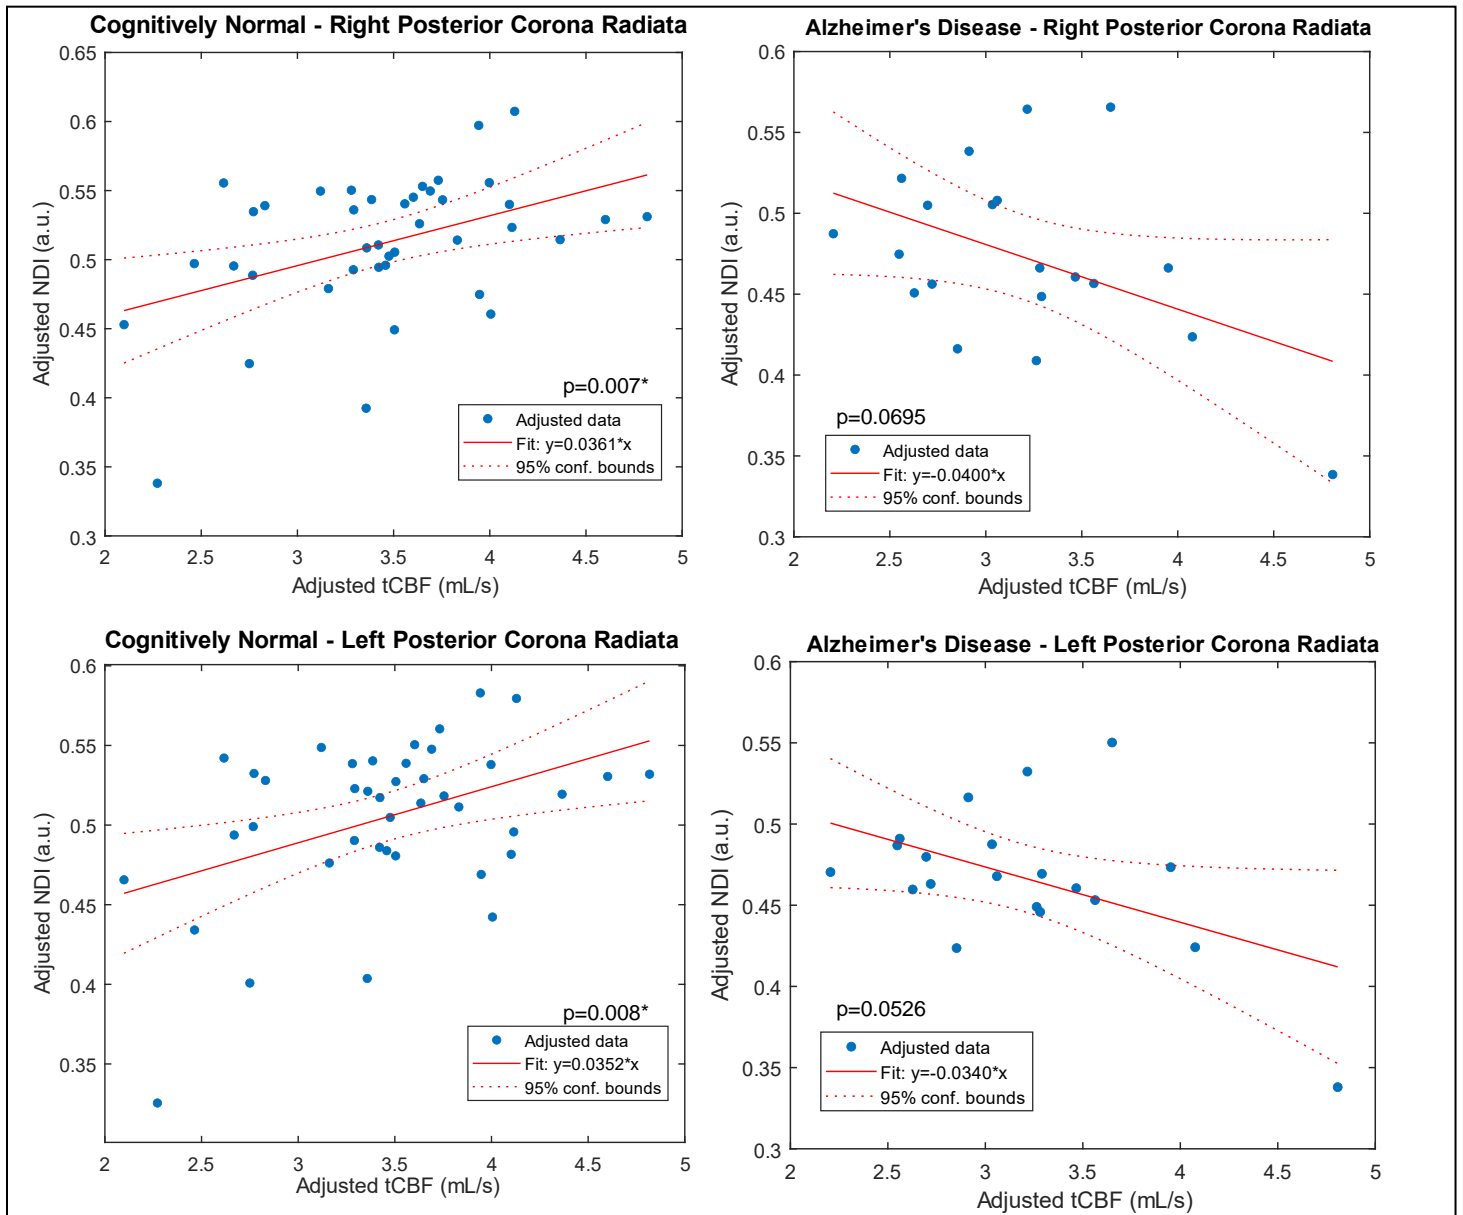 Cognitively Normal - Right Posterior Corona Radiata
0.65
0.6
0.55
0.5
0.45
0.4
0.35
0.3
Adjusted NDI (a.u.)
p=0.007*
Adjusted data
Fit: y=0.0361*x
95% conf. bounds
2 2.5 3 3.5 4 4.5 5
Adjusted tCBF (mL/s)
Alzheimer's Disease - Right Posterior Corona Radiata
0.6
0.55
0.5
0.45
0.4
0.35
0.3
Adjusted NDI (a.u.)
p=0.0695
Adjusted data
Fit: y=-0.0400*x
95% conf. bounds
2 2.5 3 3.5 4 4.5 5
Adjusted tCBF (mL/s)
Cognitively Normal - Left Posterior Corona Radiata
0.6
0.55
0.5
0.45
0.4
0.35
Adjusted NDI (a.u.)
p=0.008*
Adjusted data
Fit: y=0.0352*x
95% conf. bounds
2 2.5 3 3.5 4 4.5 5
Adjusted tCBF (mL/s)
Alzheimer's Disease - Left Posterior Corona Radiata
0.6
0.55
0.5
0.45
0.4
0.35
0.3
Adjusted NDI (a.u.)
p=0.0526
Adjusted data
Fit: y=-0.0340*x
95% conf. bounds
2 2.5 3 3.5 4 4.5 5
Adjusted tCBF (mL/s)